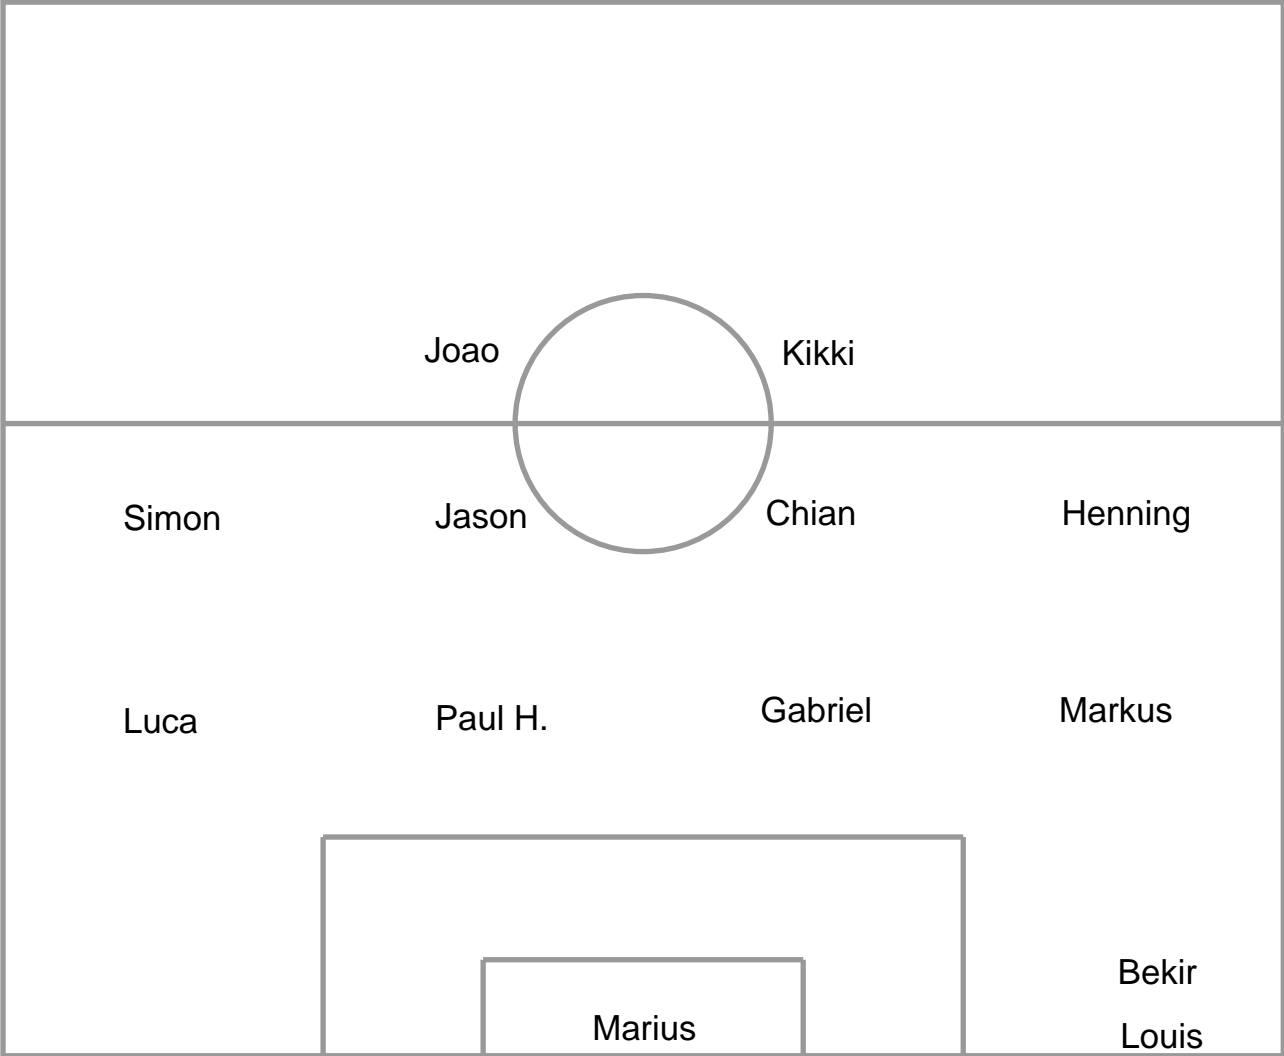 Joao
Kikki
Simon
Jason
Chian
Henning
Luca
Paul H.
Gabriel
Markus
Bekir
Marius
Louis